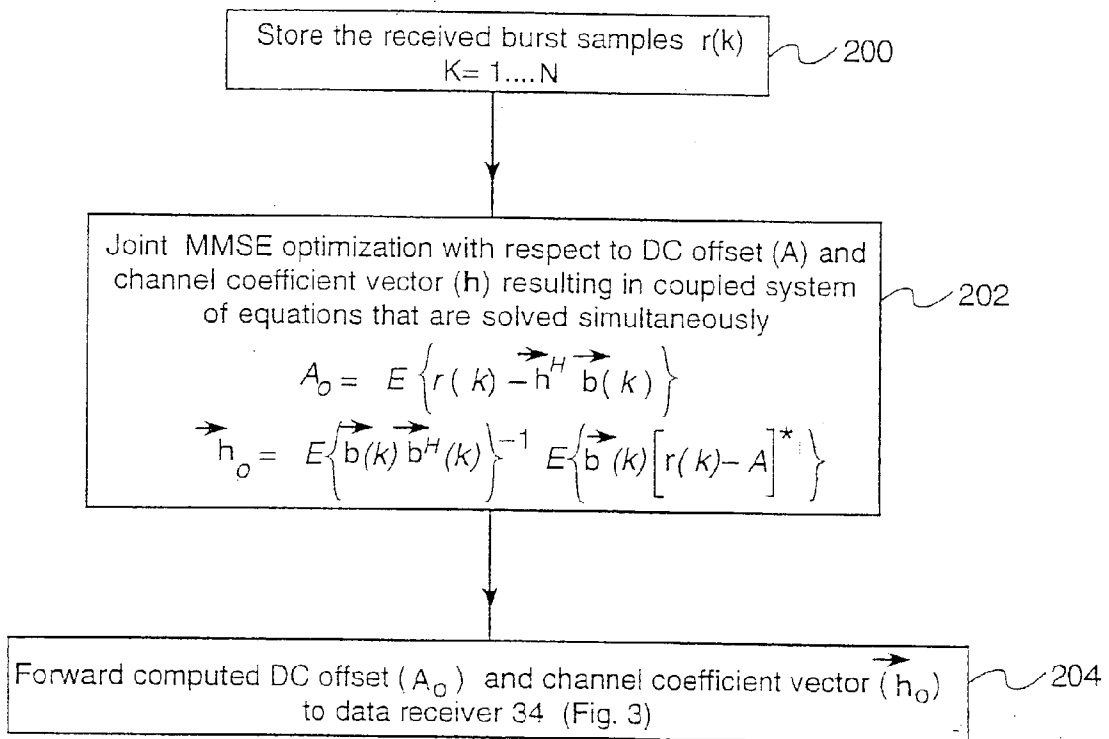 Store the received burst samples r(k)
K= 1....N
200
Joint MMSE optimization with respect to DC offset (A) and
channel coefficient vector (h) resulting in coupled system
of equations that are solved simultaneously
202
A_o = E { r( k) - h⃗^H b⃗( k) }
h⃗_o = E{ b⃗(k) b⃗^H(k) }^-1 E{ b⃗ (k) [ r(k) - A ]^* }
Forward computed DC offset (A_o) and channel coefficient vector (h⃗_o)
to data receiver 34 (Fig. 3)
204